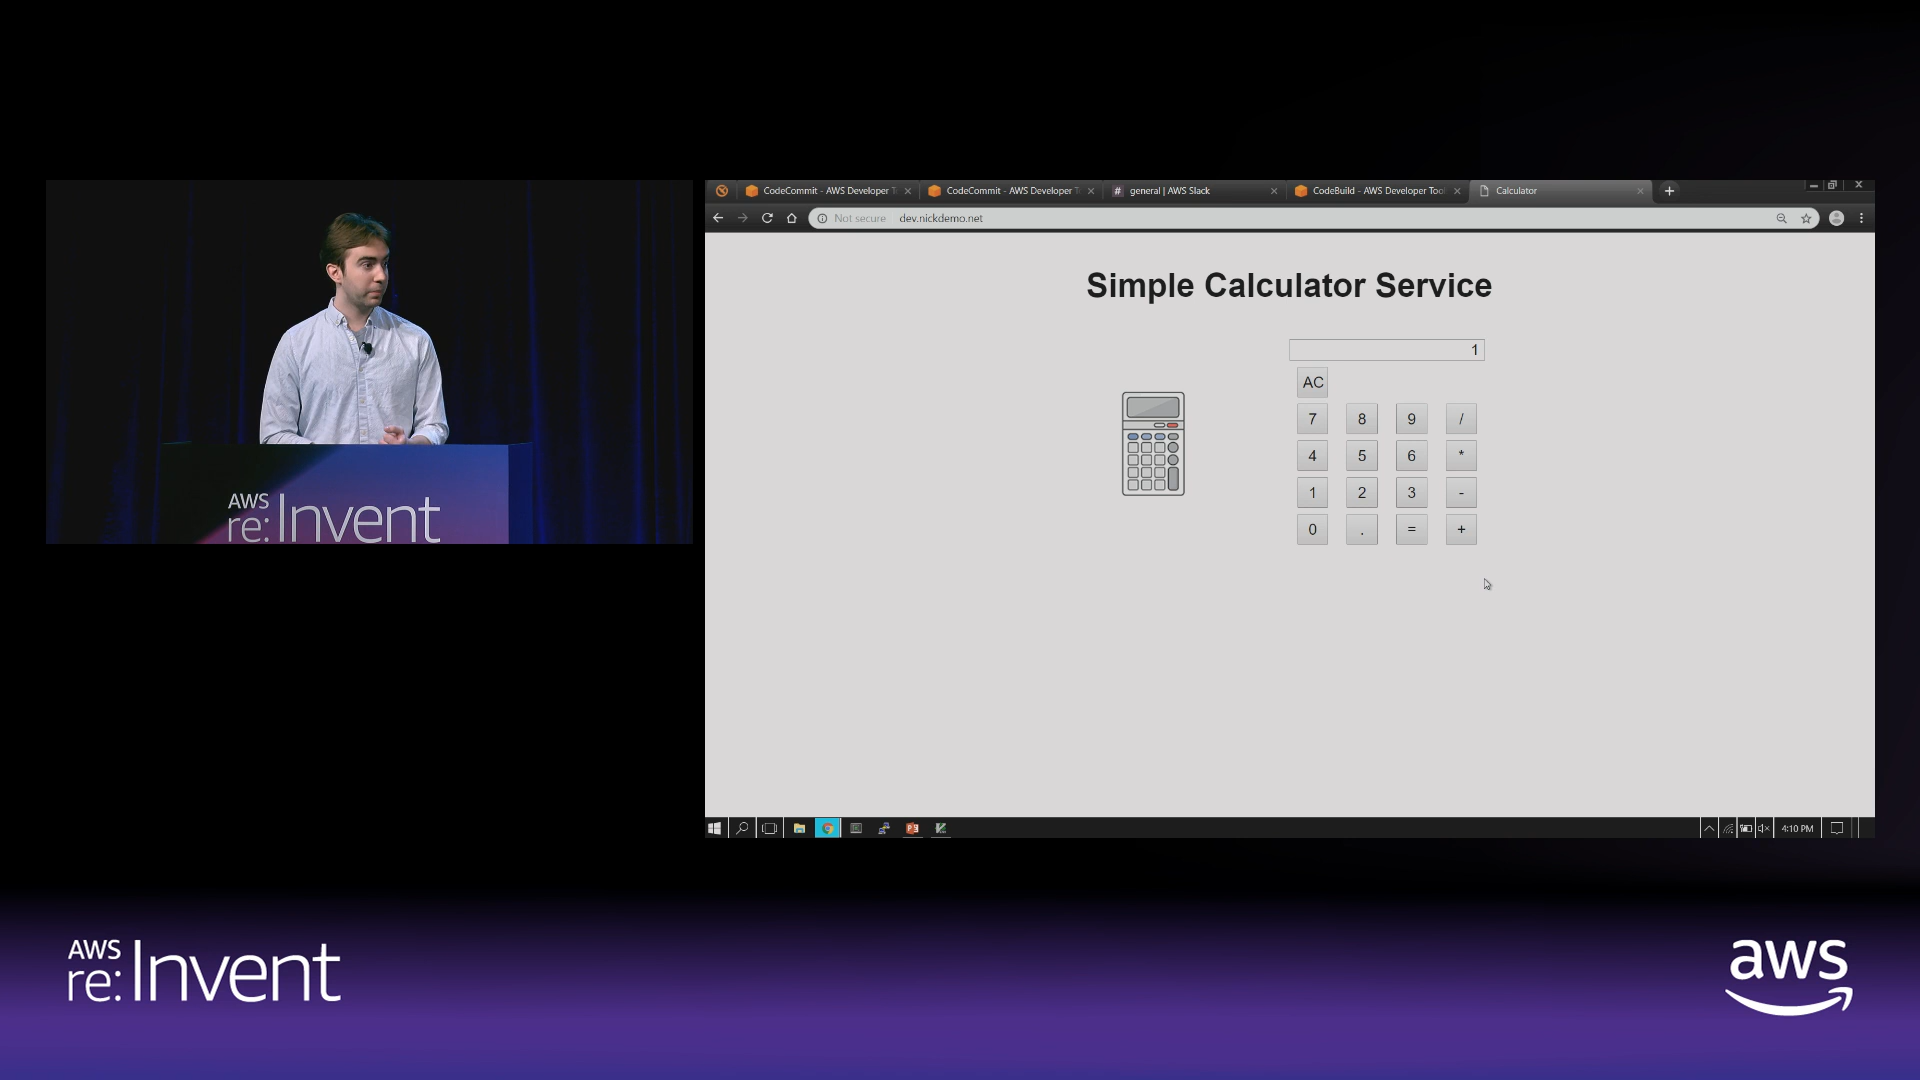 AWS
re:Invent
CodeCommit - AWS Developer T
CodeCommit - AWS Developer T
# general | AWS Slack
CodeBuild - AWS Developer Tool
Calculator
Not secure
dev.nickdemo.net
Simple Calculator Service
1
AC
7 8 9 /
4 5 6 *
1 2 3 -
0 . = +
4:10 PM
AWS
re:Invent
aws